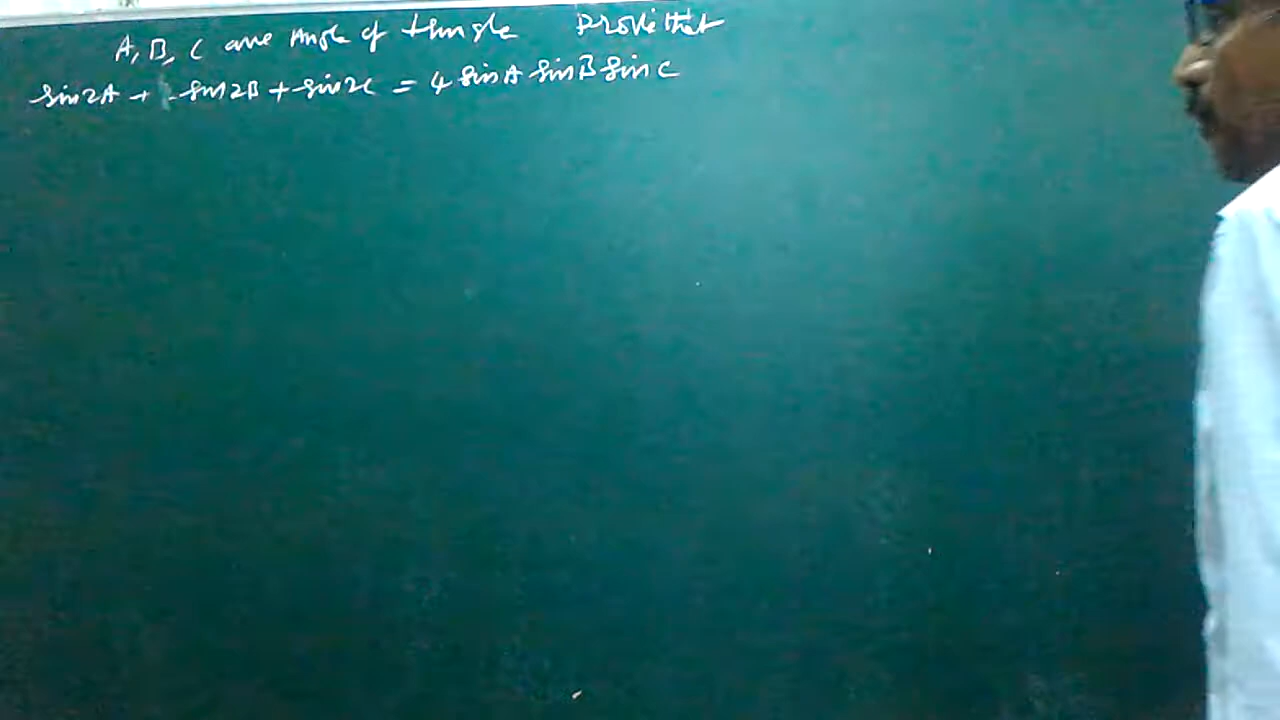 A, B, C are Angle of triangle Prove that
sin2A + sin2B + sin2C = 4 sinA sinB sinC